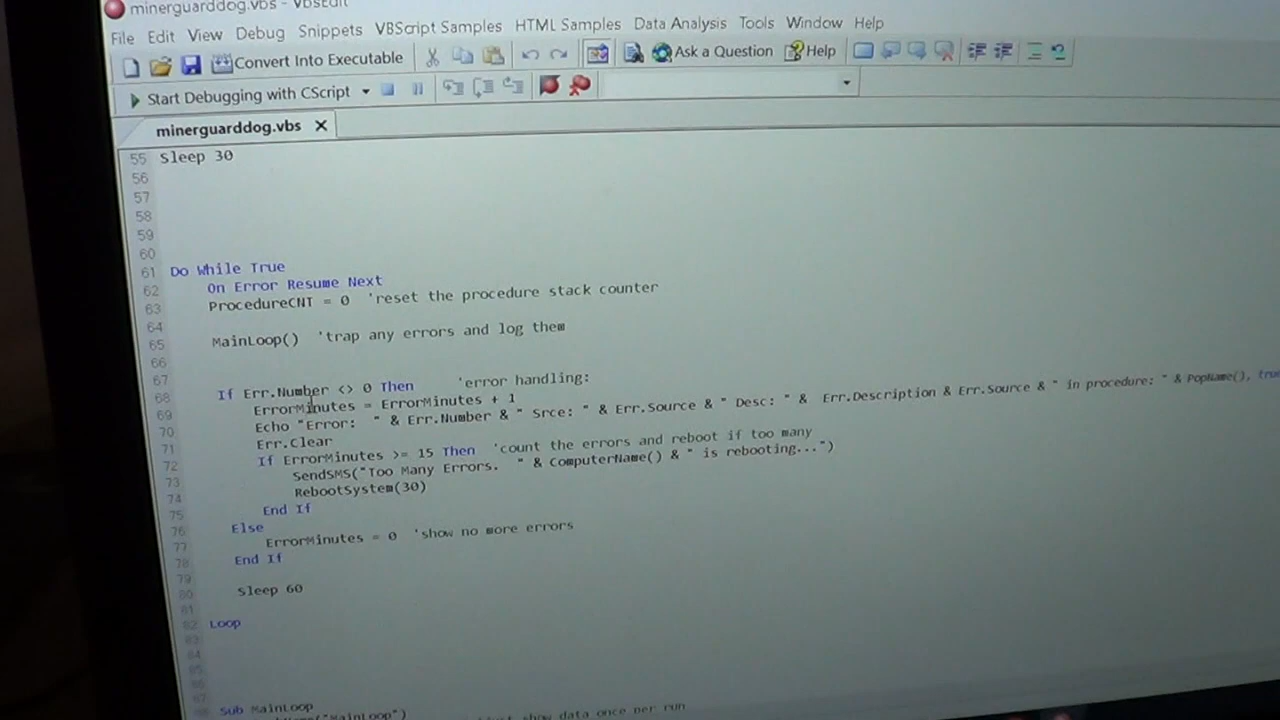 minerguarddog.vbs - VbsEdit
File Edit View Debug Snippets VBScript Samples HTML Samples Data Analysis Tools Window Help
Convert Into Executable Ask a Question Help
Start Debugging with CScript
minerguarddog.vbs X
55 Sleep 30
56
57
58
59
60
61 Do While True
62 On Error Resume Next
63 ProcedureCNT = 0 'reset the procedure stack counter
64
65 MainLoop() 'trap any errors and log them
66
67
68 If Err.Number <> 0 Then 'error handling:
69 ErrorMinutes = ErrorMinutes + 1
70 Echo "Error: " & Err.Number & " Srce: " & Err.Source & " Desc: " & Err.Description & Err.Source & " in procedure: " & PopName(), true
71 Err.Clear
72 If ErrorMinutes >= 15 Then 'count the errors and reboot if too many
73 SendSMS("Too Many Errors. " & ComputerName() & " is rebooting...")
74 RebootSystem(30)
75 End If
76 Else
77 ErrorMinutes = 0 'show no more errors
78 End If
79
80 Sleep 60
81
82 Loop
83
84
85
86
87
Sub MainLoop
("MainLoop") show data once per run